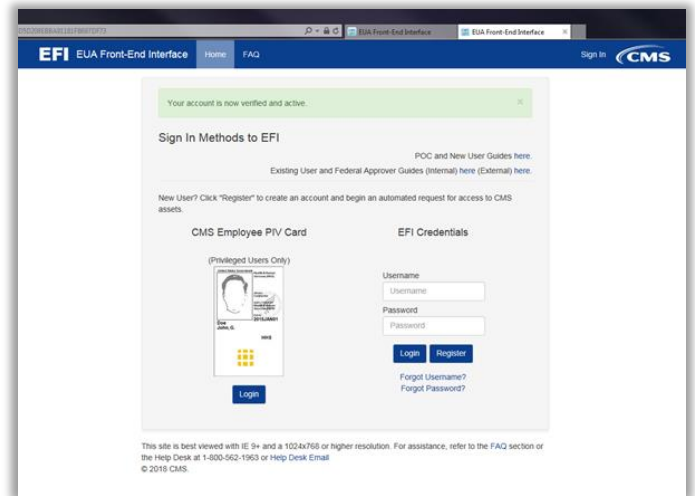 EUA Front-End Interface
EUA Front-End Interface
EFI EUA Front-End Interface Home FAQ Sign In CMS
Your account is now verified and active.
Sign In Methods to EFI
POC and New User Guides here.
Existing User and Federal Approver Guides (Internal) here (External) here.
New User? Click "Register" to create an account and begin an automated request for access to CMS
assets.
CMS Employee PIV Card
(Privileged Users Only)
Doe
John, G.
HHS
Login
EFI Credentials
Username
Username
Password
Password
Login Register
Forgot Username?
Forgot Password?
This site is best viewed with IE 9+ and a 1024x768 or higher resolution. For assistance, refer to the FAQ section or
the Help Desk at 1-800-562-1963 or Help Desk Email
© 2018 CMS.